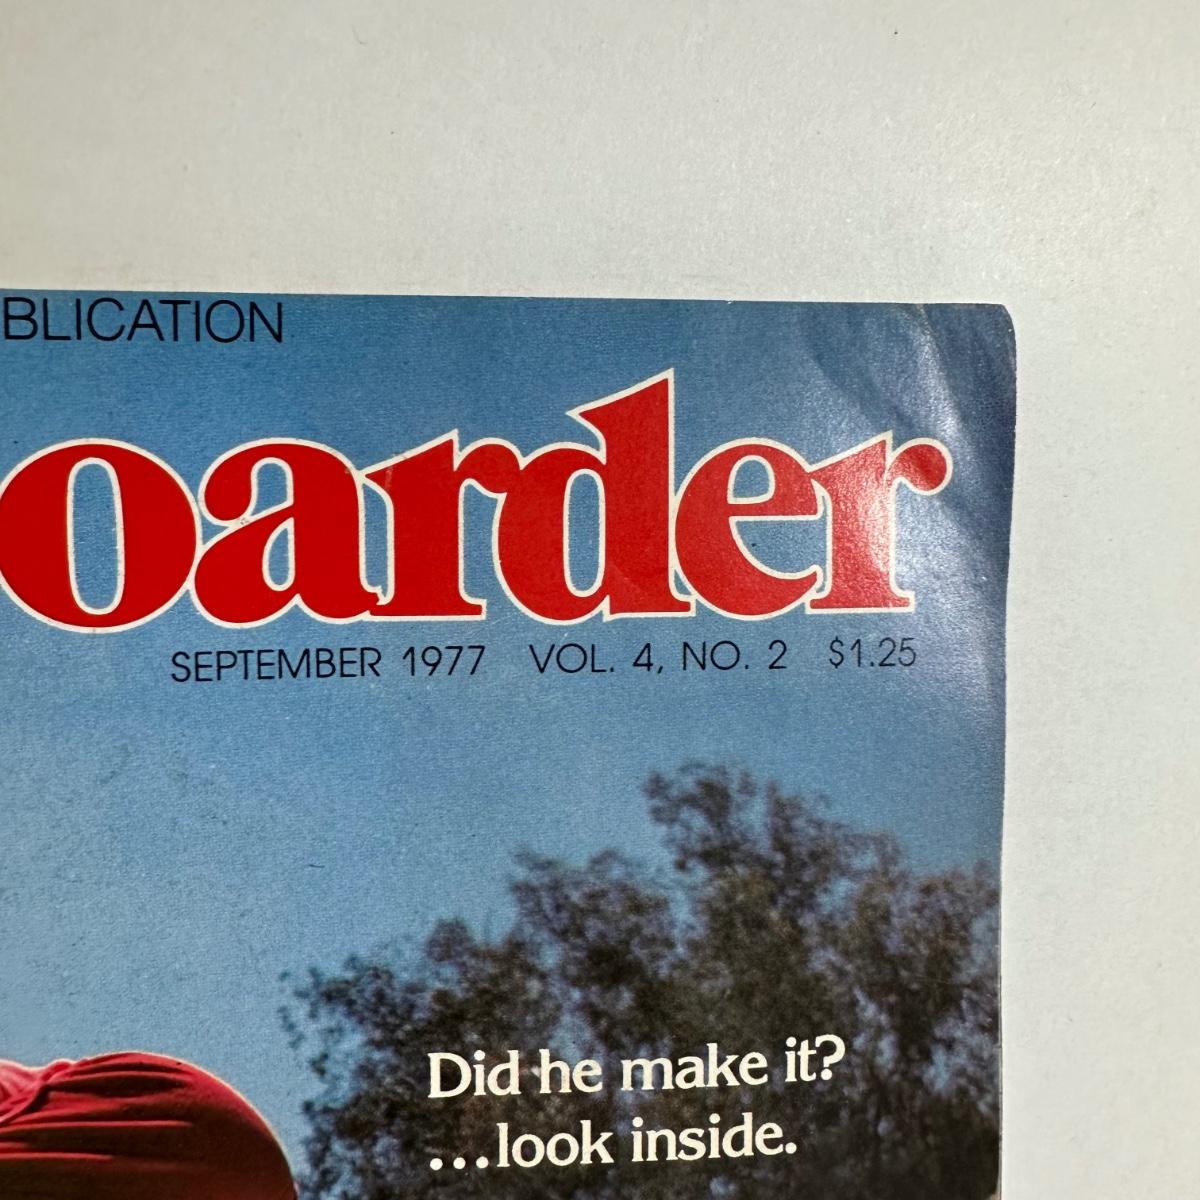 BLICATION
oarder
SEPTEMBER 1977 VOL. 4, NO. 2 $1.25
Did he make it?
...look inside.